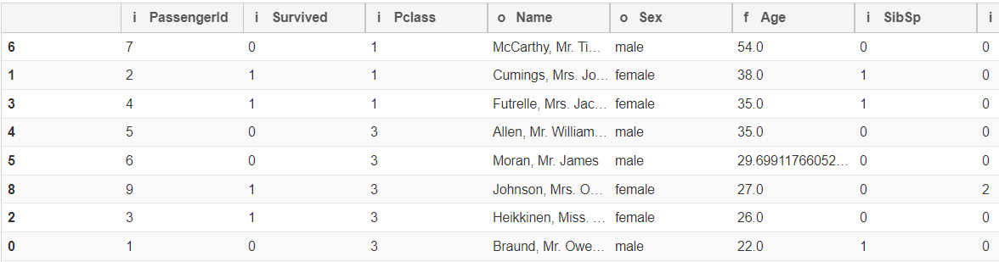 i PassengerId i Survived i Pclass o Name o Sex f Age i SibSp i
6 7 0 1 McCarthy, Mr. Ti... male 54.0 0 0
1 2 1 1 Cumings, Mrs. Jo... female 38.0 1 0
3 4 1 1 Futrelle, Mrs. Jac... female 35.0 1 0
4 5 0 3 Allen, Mr. William... male 35.0 0 0
5 6 0 3 Moran, Mr. James male 29.69911766052... 0 0
8 9 1 3 Johnson, Mrs. O... female 27.0 0 2
2 3 1 3 Heikkinen, Miss. ... female 26.0 0 0
0 1 0 3 Braund, Mr. Owe... male 22.0 1 0